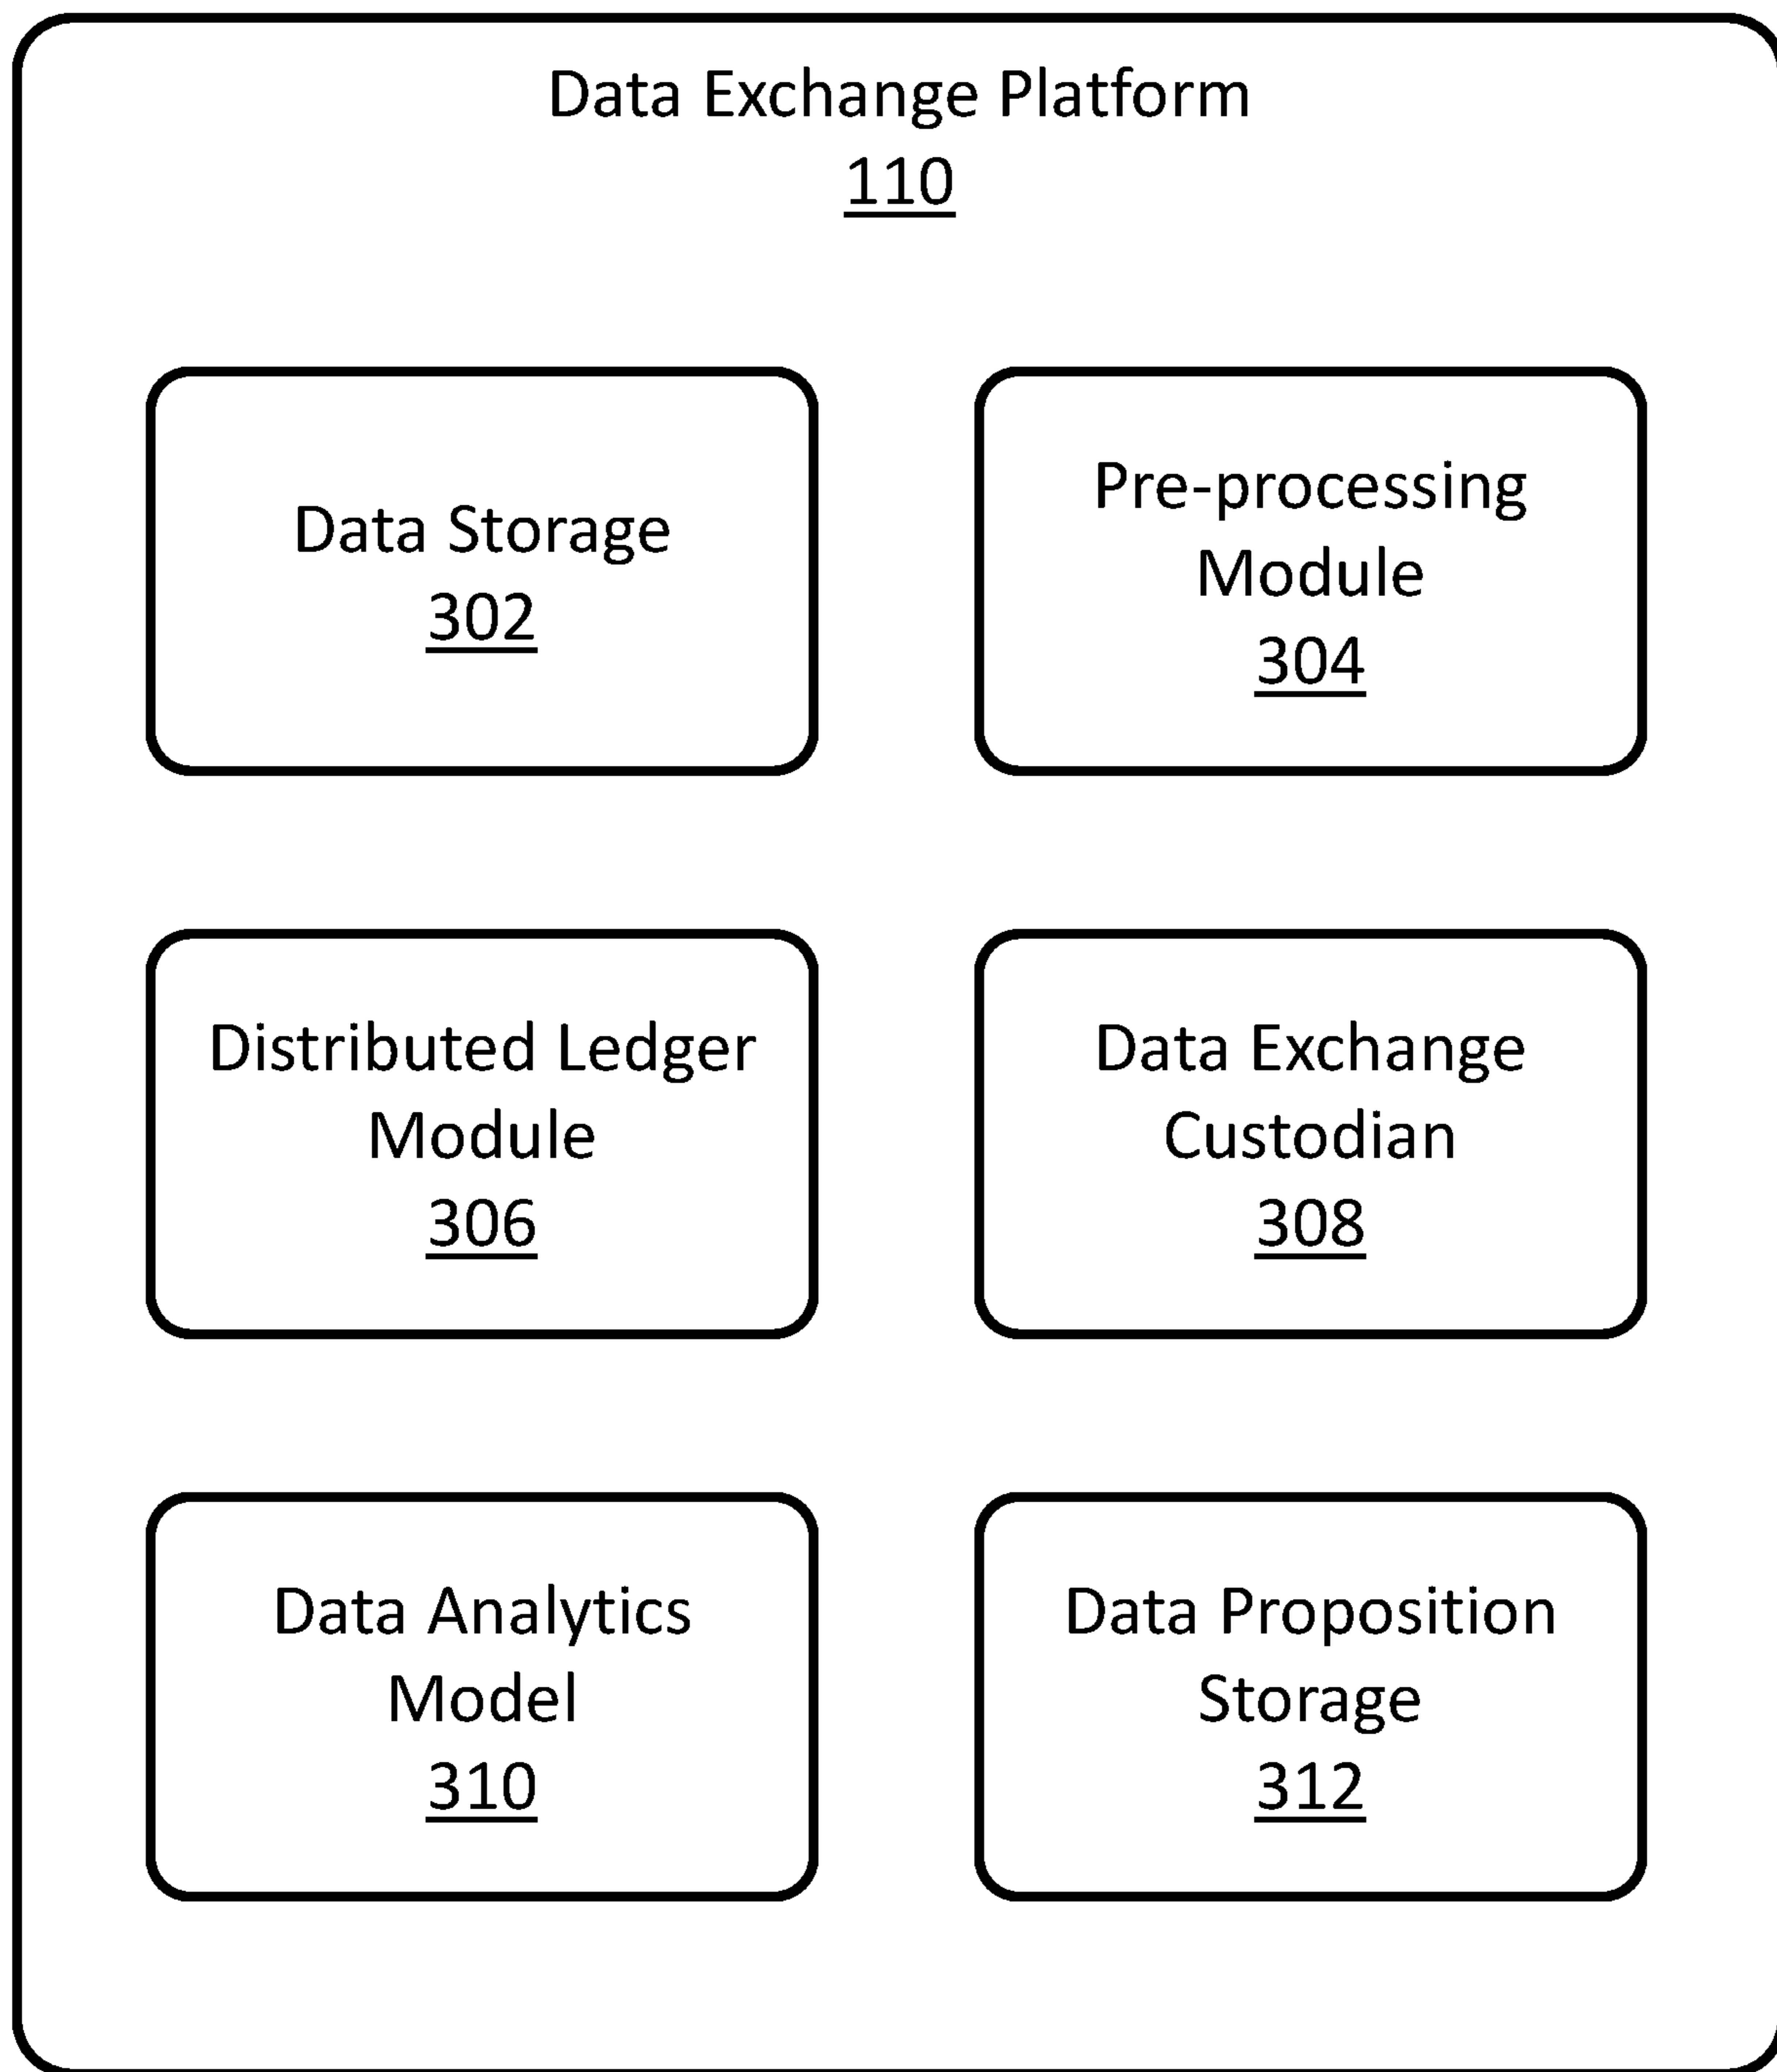 Data Exchange Platform
110
Data Storage
302
Pre-processing
Module
304
Distributed Ledger
Module
306
Data Exchange
Custodian
308
Data Analytics
Model
310
Data Proposition
Storage
312